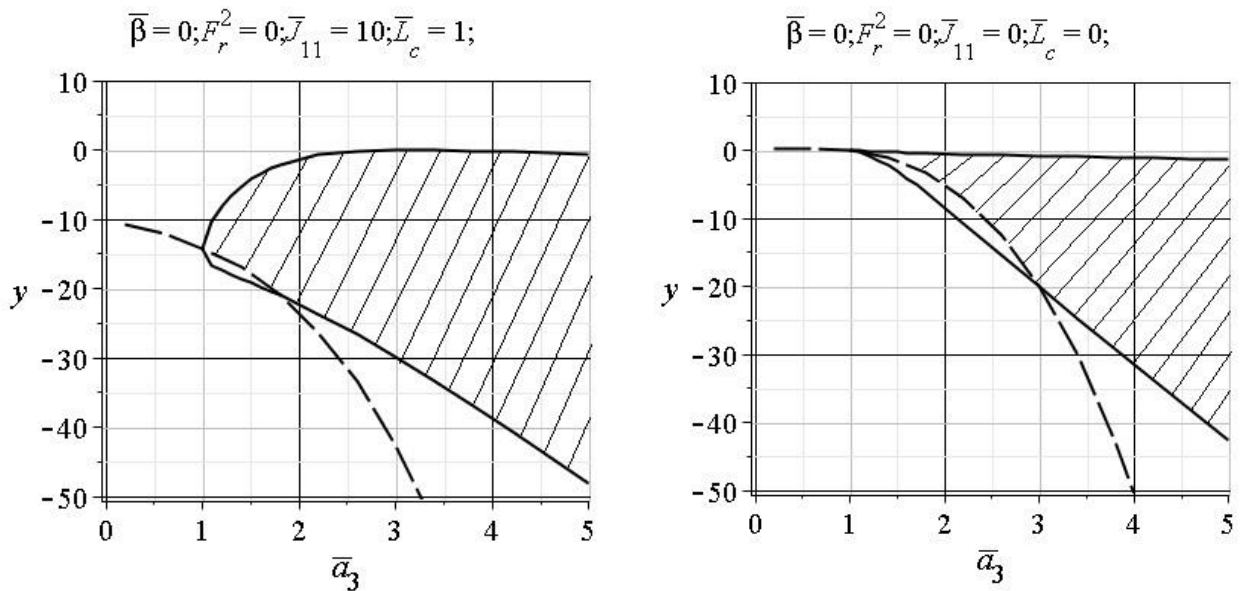 β̅ = 0; F_r^2 = 0; J̅_11 = 10; L̅_c = 1;
10
0
-10
-20
-30
-40
-50
y
0 1 2 3 4 5
a̅_3
β̅ = 0; F_r^2 = 0; J̅_11 = 0; L̅_c = 0;
10
0
-10
-20
-30
-40
-50
y
0 1 2 3 4 5
a̅_3